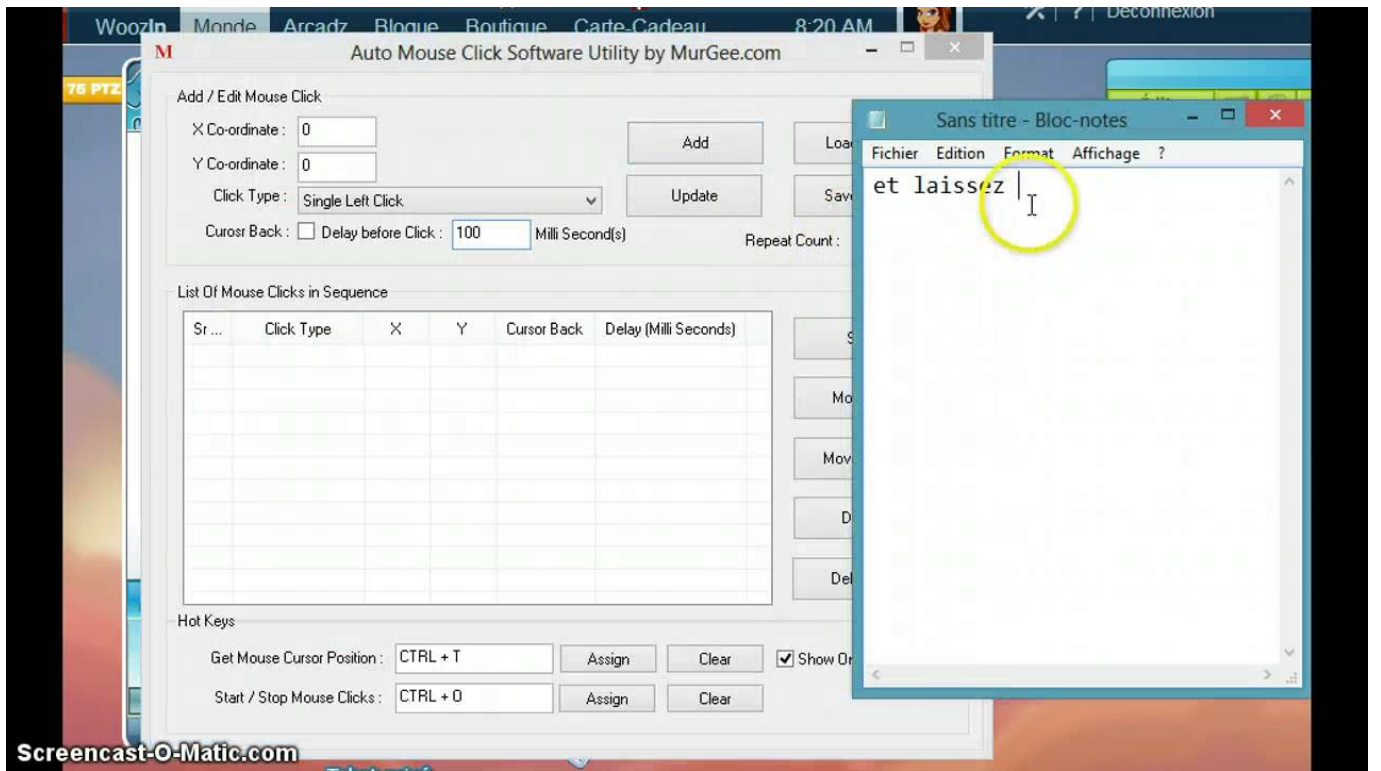 WoozIn Monde Arcadz Blogue Boutique Carte-Cadeau 8:20 AM ? Déconnexion
M Auto Mouse Click Software Utility by MurGee.com
75 PTZ
Add / Edit Mouse Click
X Co-ordinate : 0
Add
Y Co-ordinate : 0
Click Type : Single Left Click
Update
Curosr Back : Delay before Click : 100 Milli Second(s)
Repeat Count :
List Of Mouse Clicks in Sequence
Sr ... Click Type X Y Cursor Back Delay (Milli Seconds)
Hot Keys
Get Mouse Cursor Position : CTRL + T Assign Clear Show Or
Start / Stop Mouse Clicks : CTRL + O Assign Clear
Sans titre - Bloc-notes
Fichier Edition Format Affichage ?
et laissez
Screencast-O-Matic.com